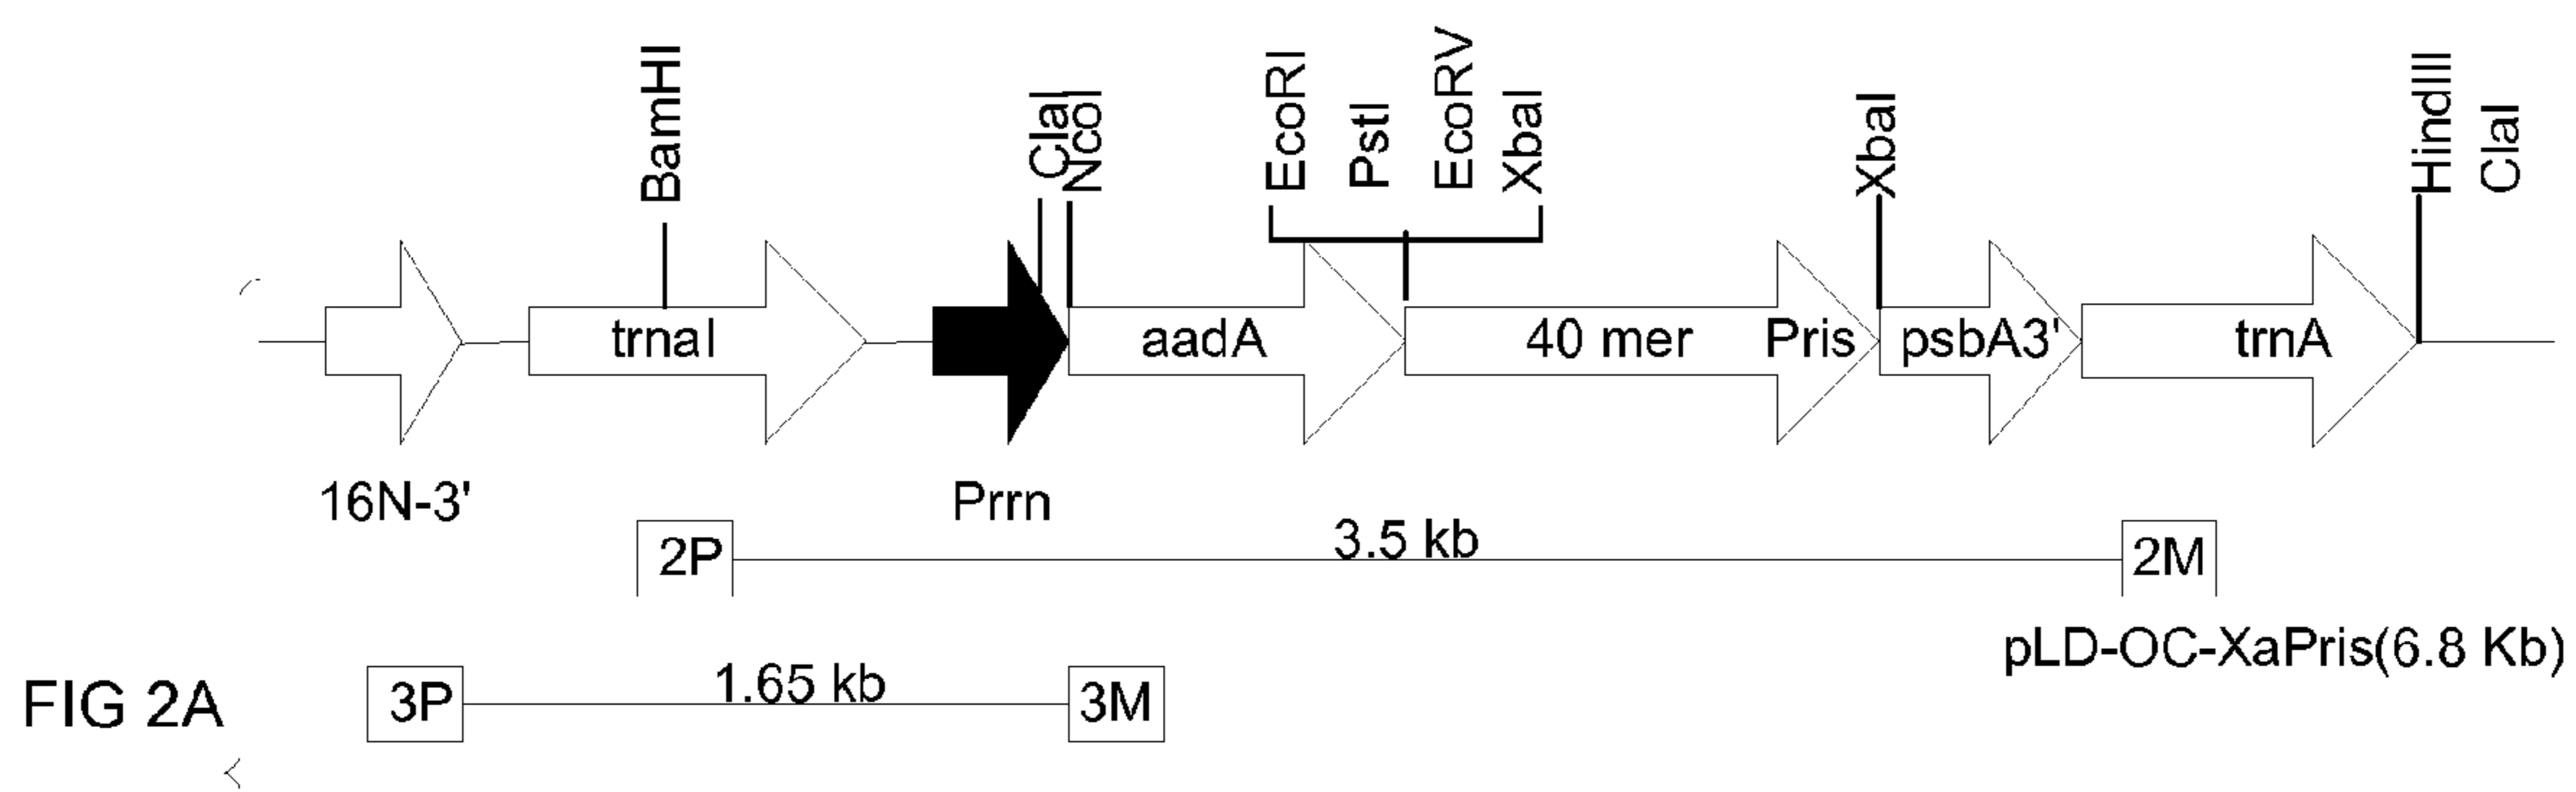 BamHI
ClaI
NcoI
EcoRI
PstI
EcoRV
XbaI
XbaI
HindIII
ClaI
trnaI
aadA
40 mer
Pris
psbA3'
trnA
16N-3'
Prrn
2P
3.5 kb
2M
pLD-OC-XaPris(6.8 Kb)
FIG 2A
3P
1.65 kb
3M